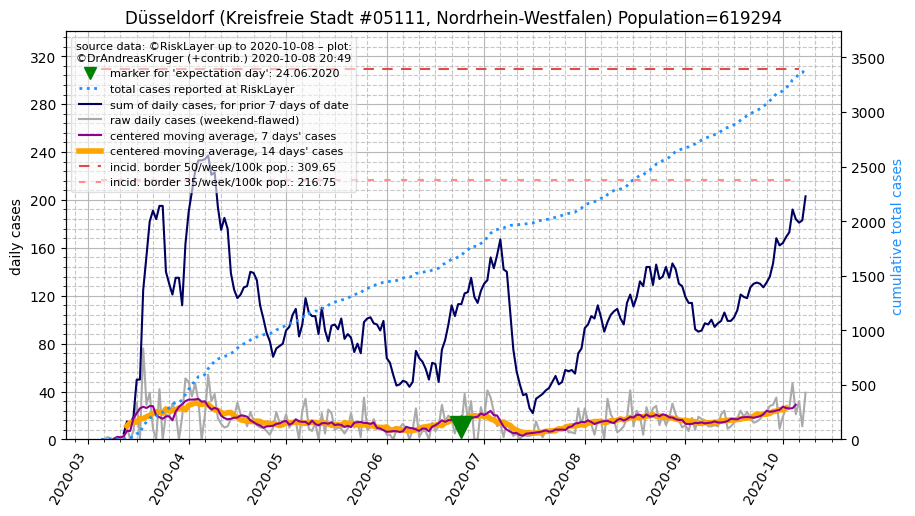 Düsseldorf (Kreisfreie Stadt #05111, Nordrhein-Westfalen) Population=619294
source data: ©RiskLayer up to 2020-10-08 – plot:
©DrAndreasKruger (+contrib.) 2020-10-08 20:49
marker for 'expectation day': 24.06.2020
total cases reported at RiskLayer
sum of daily cases, for prior 7 days of date
raw daily cases (weekend-flawed)
centered moving average, 7 days' cases
centered moving average, 14 days' cases
incid. border 50/week/100k pop.: 309.65
incid. border 35/week/100k pop.: 216.75
daily cases
320
280
240
200
160
120
80
40
0
cumulative total cases
3500
3000
2500
2000
1500
1000
500
0
2020-03
2020-04
2020-05
2020-06
2020-07
2020-08
2020-09
2020-10